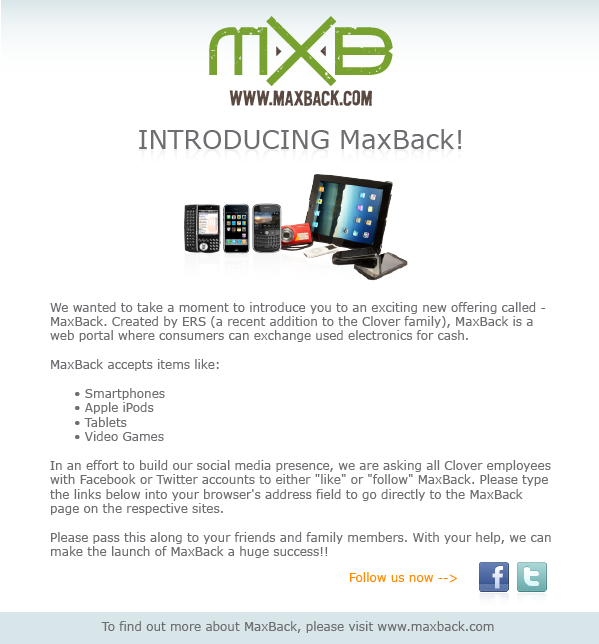 MXB
WWW.MAXBACK.COM
INTRODUCING MaxBack!
We wanted to take a moment to introduce you to an exciting new offering called -
MaxBack. Created by ERS (a recent addition to the Clover family), MaxBack is a
web portal where consumers can exchange used electronics for cash.
MaxBack accepts items like:
• Smartphones
• Apple iPods
• Tablets
• Video Games
In an effort to build our social media presence, we are asking all Clover employees
with Facebook or Twitter accounts to either "like" or "follow" MaxBack. Please type
the links below into your browser's address field to go directly to the MaxBack
page on the respective sites.
Please pass this along to your friends and family members. With your help, we can
make the launch of MaxBack a huge success!!
Follow us now -->
f t
To find out more about MaxBack, please visit www.maxback.com